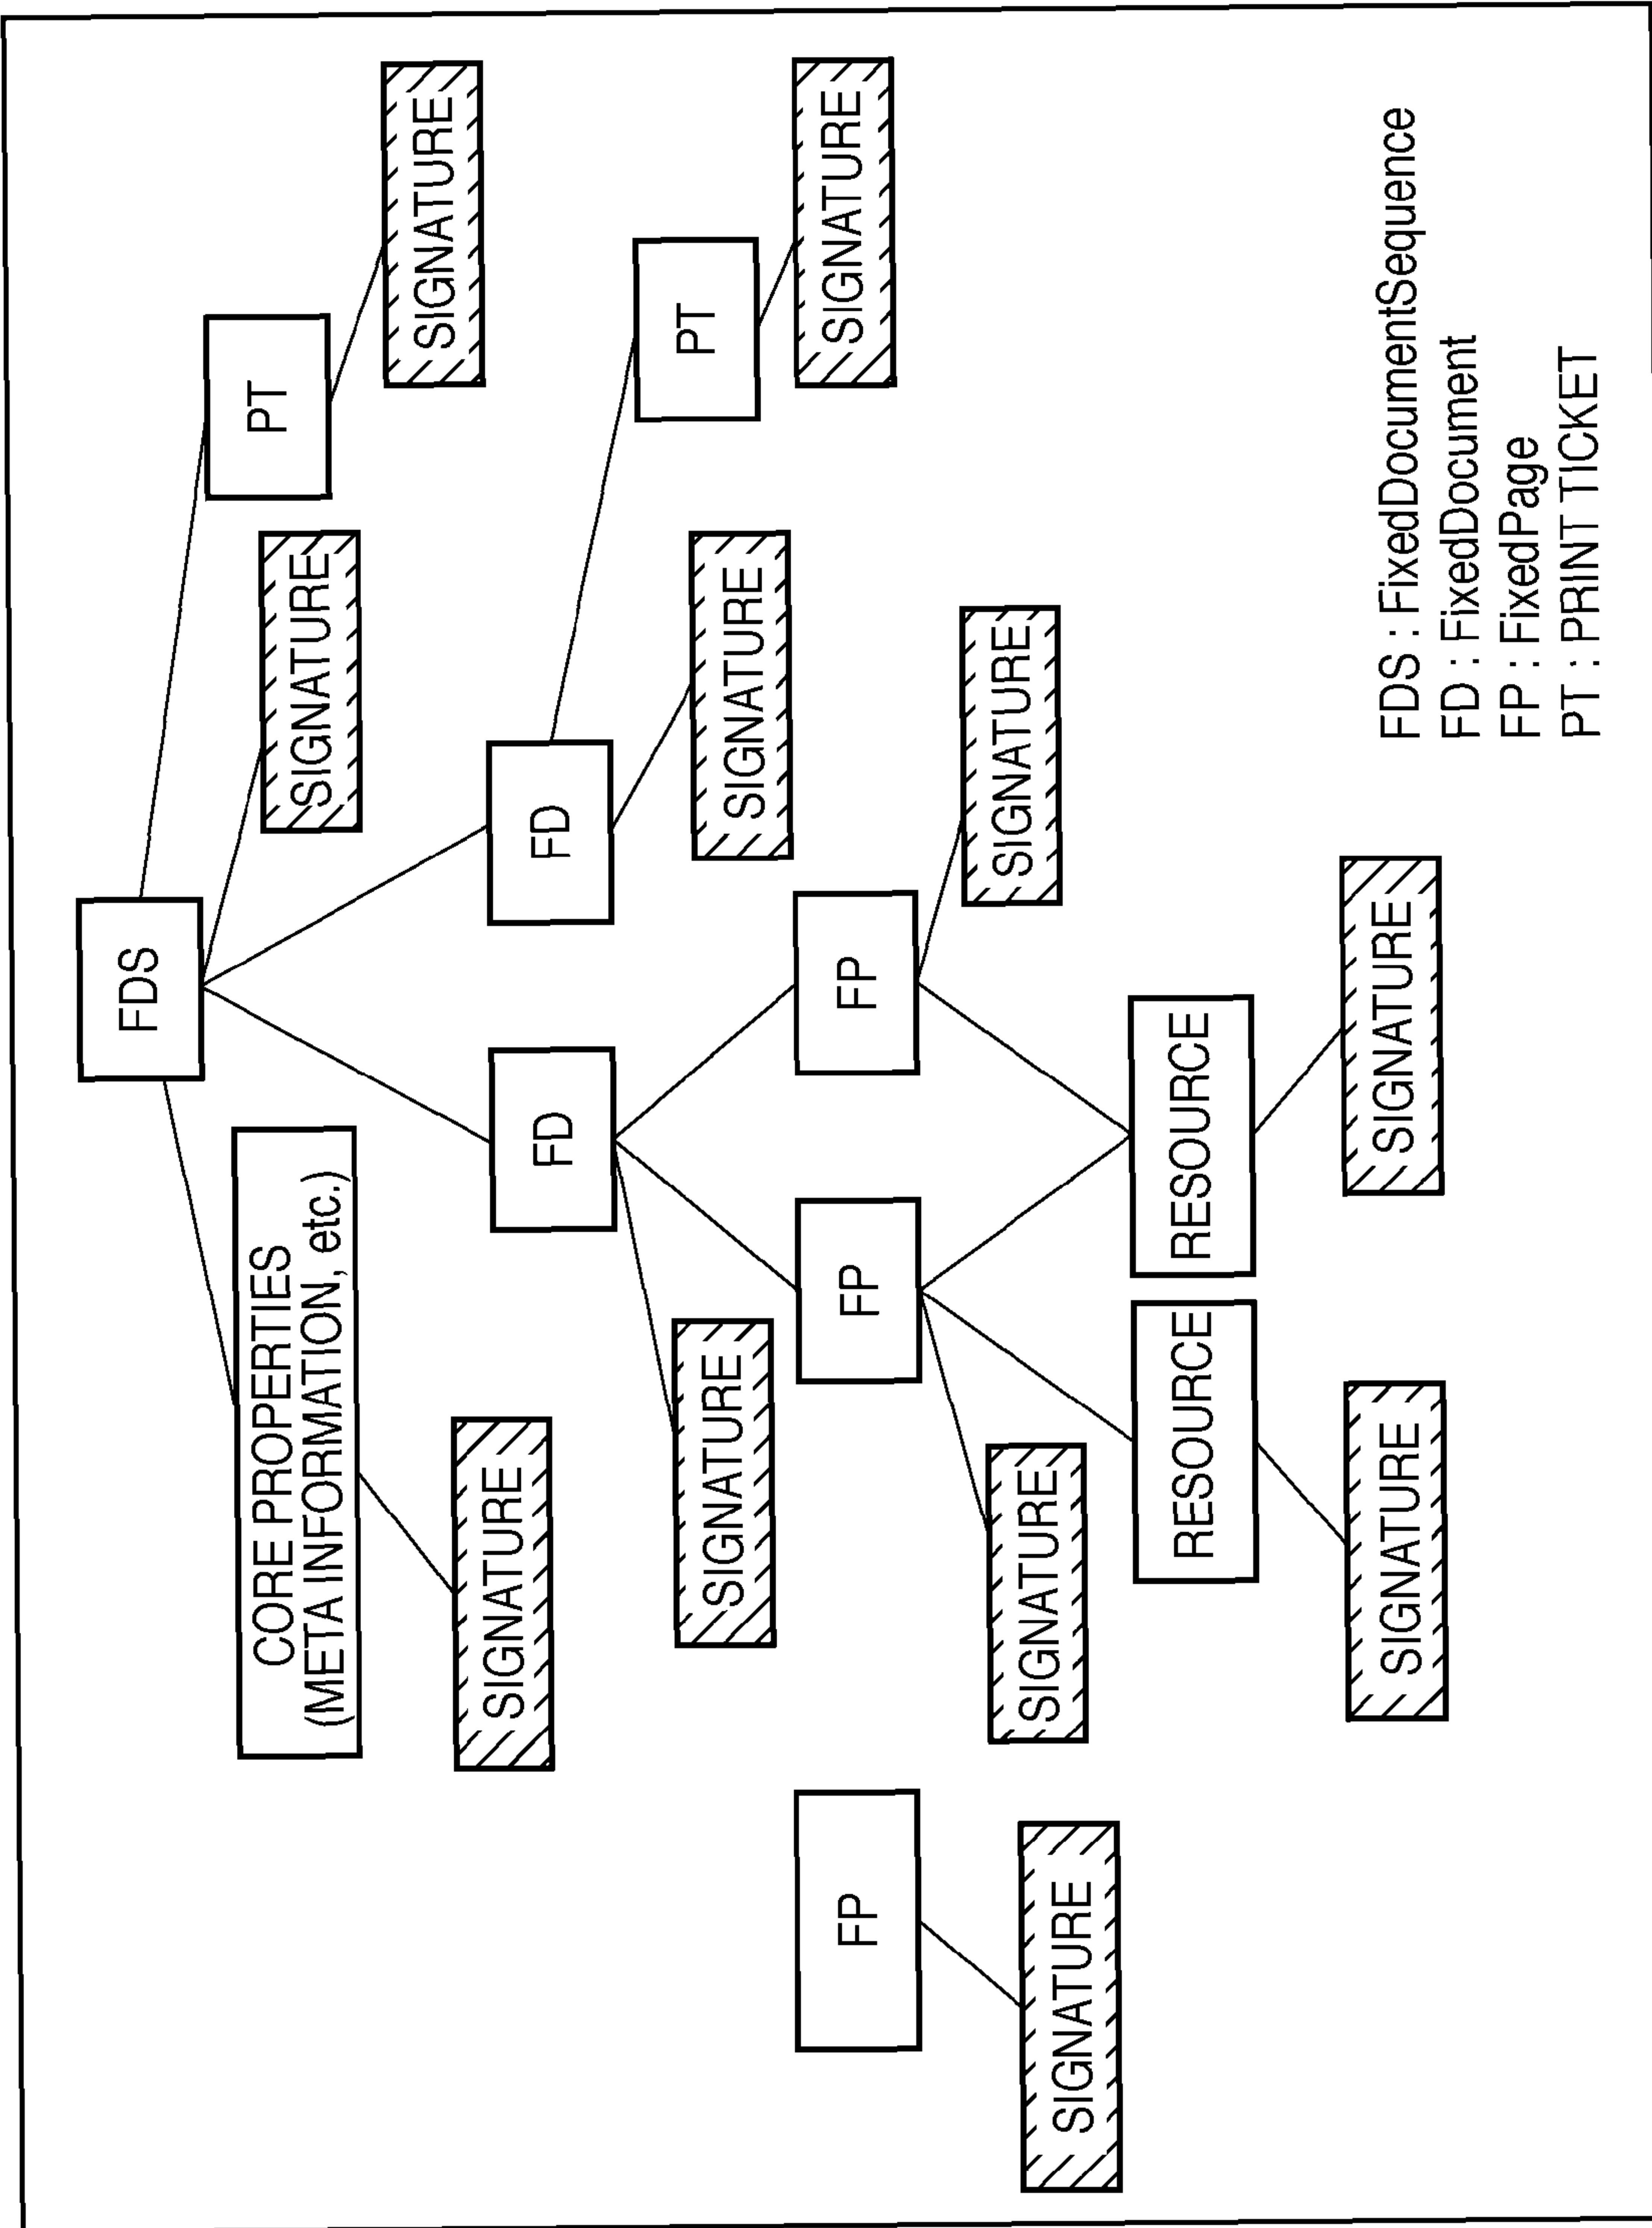 FDS
CORE PROPERTIES
(META INFORMATION, etc.)
SIGNATURE
PT
SIGNATURE
SIGNATURE
FD
FD
SIGNATURE
SIGNATURE
PT
SIGNATURE
FP
FP
FP
SIGNATURE
SIGNATURE
SIGNATURE
RESOURCE
RESOURCE
SIGNATURE
SIGNATURE
FDS : FixedDocumentSequence
FD : FixedDocument
FP : FixedPage
PT : PRINT TICKET